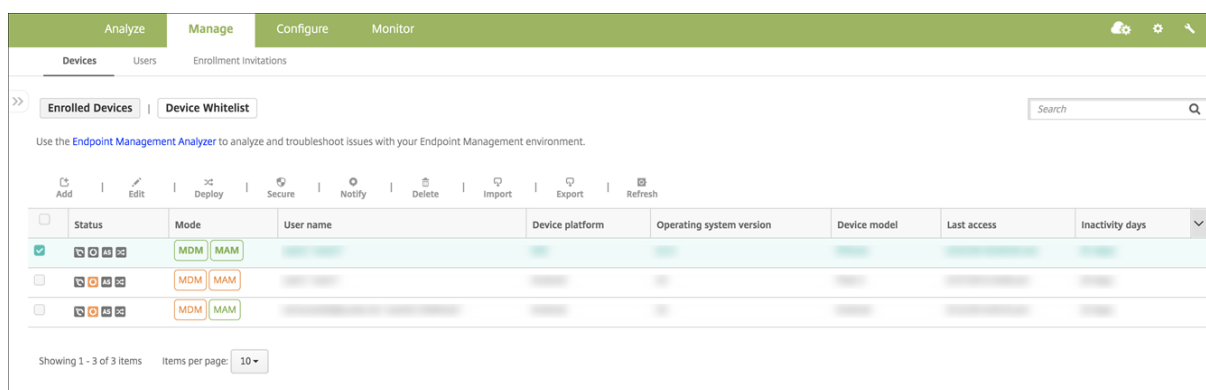 Analyze Manage Configure Monitor
Devices Users Enrollment Invitations
Enrolled Devices | Device Whitelist Search
Use the Endpoint Management Analyzer to analyze and troubleshoot issues with your Endpoint Management environment.
Add | Edit | Deploy | Secure | Notify | Delete | Import | Export | Refresh
Status Mode User name Device platform Operating system version Device model Last access Inactivity days
AS MDM MAM
AS MDM MAM
AS MDM MAM
Showing 1 - 3 of 3 items Items per page: 10